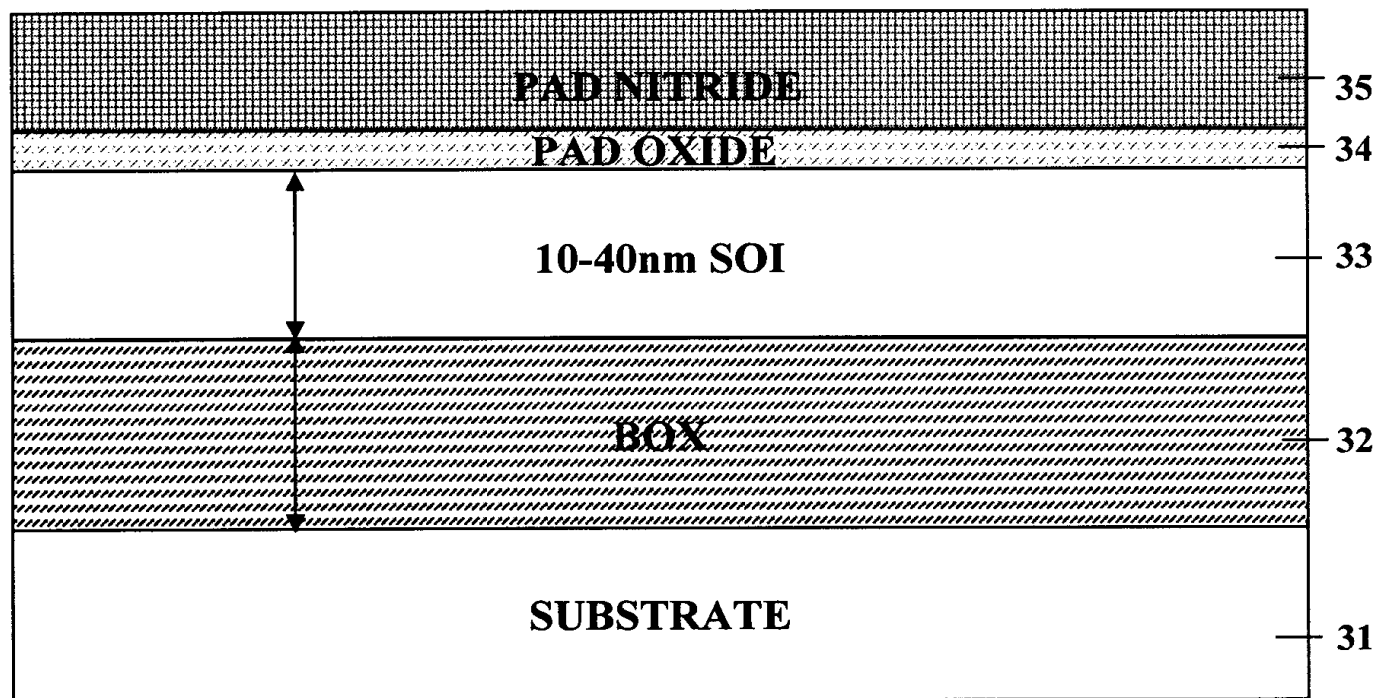 PAD NITRIDE
35
PAD OXIDE
34
10-40nm SOI
33
BOX
32
SUBSTRATE
31